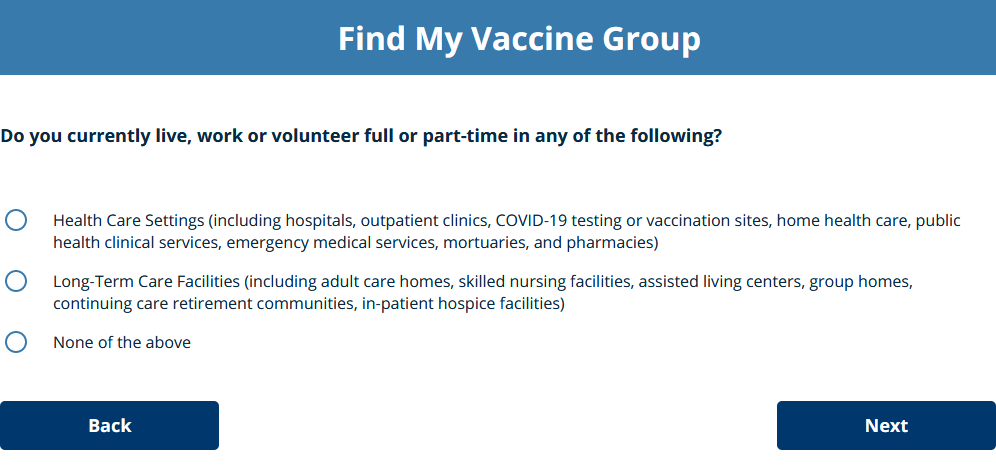 Find My Vaccine Group
Do you currently live, work or volunteer full or part-time in any of the following?
Health Care Settings (including hospitals, outpatient clinics, COVID-19 testing or vaccination sites, home health care, public
health clinical services, emergency medical services, mortuaries, and pharmacies)
Long-Term Care Facilities (including adult care homes, skilled nursing facilities, assisted living centers, group homes,
continuing care retirement communities, in-patient hospice facilities)
None of the above
Back
Next